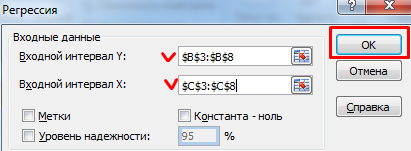 Регрессия
Входные данные
Входной интервал Y: $B$3:$B$8
Входной интервал X: $C$3:$C$8
Метки Константа - ноль
Уровень надежности: 95 %
ОК
Отмена
Справка